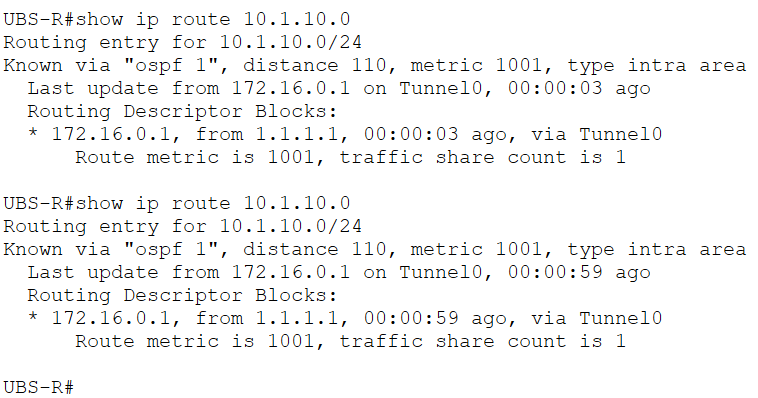 UBS-R#show ip route 10.1.10.0
Routing entry for 10.1.10.0/24
Known via "ospf 1", distance 110, metric 1001, type intra area
  Last update from 172.16.0.1 on Tunnel0, 00:00:03 ago
  Routing Descriptor Blocks:
  * 172.16.0.1, from 1.1.1.1, 00:00:03 ago, via Tunnel0
      Route metric is 1001, traffic share count is 1

UBS-R#show ip route 10.1.10.0
Routing entry for 10.1.10.0/24
Known via "ospf 1", distance 110, metric 1001, type intra area
  Last update from 172.16.0.1 on Tunnel0, 00:00:59 ago
  Routing Descriptor Blocks:
  * 172.16.0.1, from 1.1.1.1, 00:00:59 ago, via Tunnel0
      Route metric is 1001, traffic share count is 1

UBS-R#